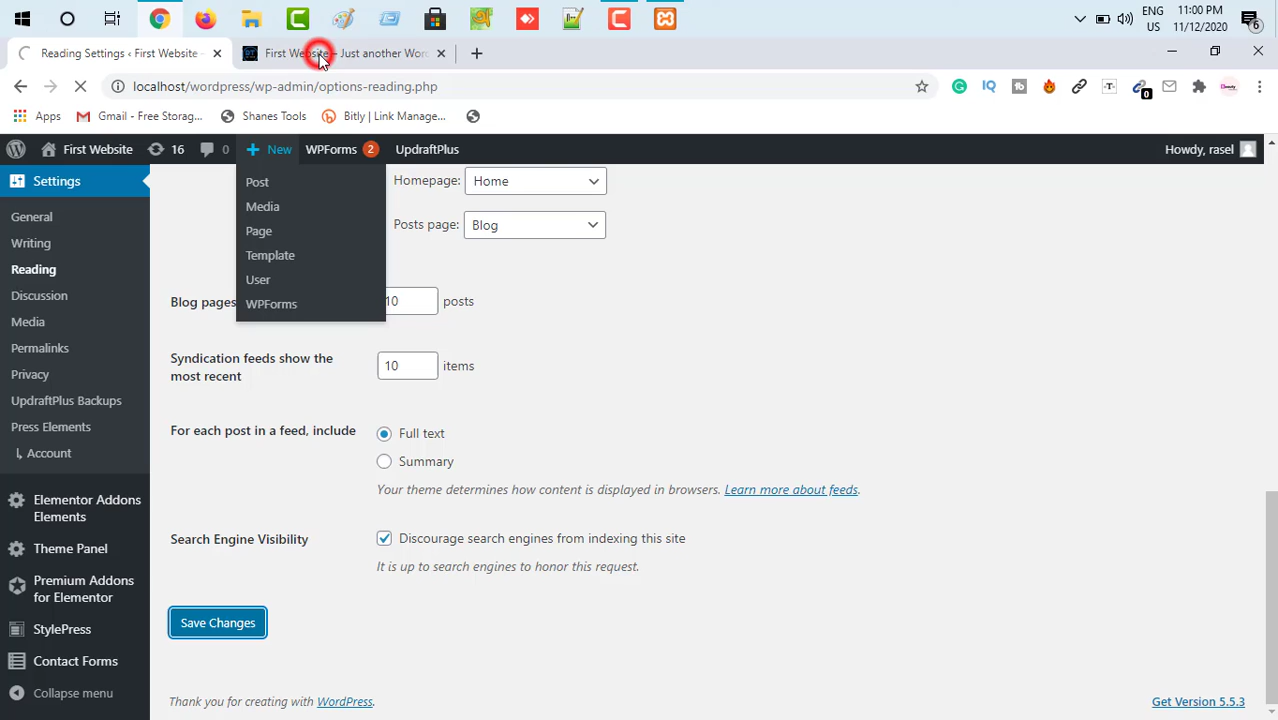 ENG
US
11:00 PM
11/12/2020
6
Reading Settings ‹ First Website -
First Website – Just another Word
localhost/wordpress/wp-admin/options-reading.php
0
Apps
Gmail - Free Storag...
Shanes Tools
Bitly | Link Manage...
First Website
16
0
New
WPForms 2
UpdraftPlus
Howdy, rasel
Settings
General
Writing
Reading
Discussion
Media
Permalinks
Privacy
UpdraftPlus Backups
Press Elements
↳ Account
Elementor Addons
Elements
Theme Panel
Premium Addons
for Elementor
StylePress
Contact Forms
Collapse menu
Post
Media
Page
Template
User
WPForms
Homepage: Home
Posts page: Blog
Blog pages
10 posts
Syndication feeds show the
most recent
10 items
For each post in a feed, include
Full text
Summary
Your theme determines how content is displayed in browsers. Learn more about feeds.
Search Engine Visibility
Discourage search engines from indexing this site
It is up to search engines to honor this request.
Save Changes
Thank you for creating with WordPress.
Get Version 5.5.3